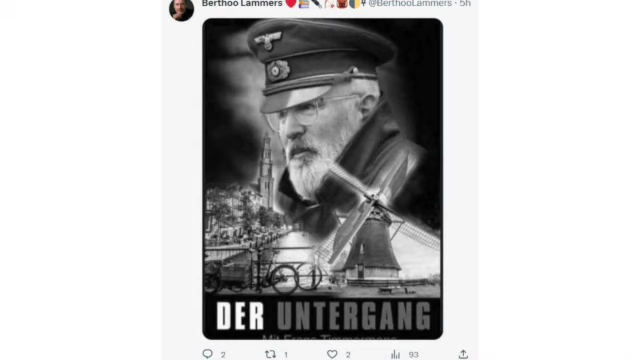 Berthoo Lammers @BerthooLammers · 5h
DER UNTERGANG
Mit Frans Timmermans
2 1 2 93